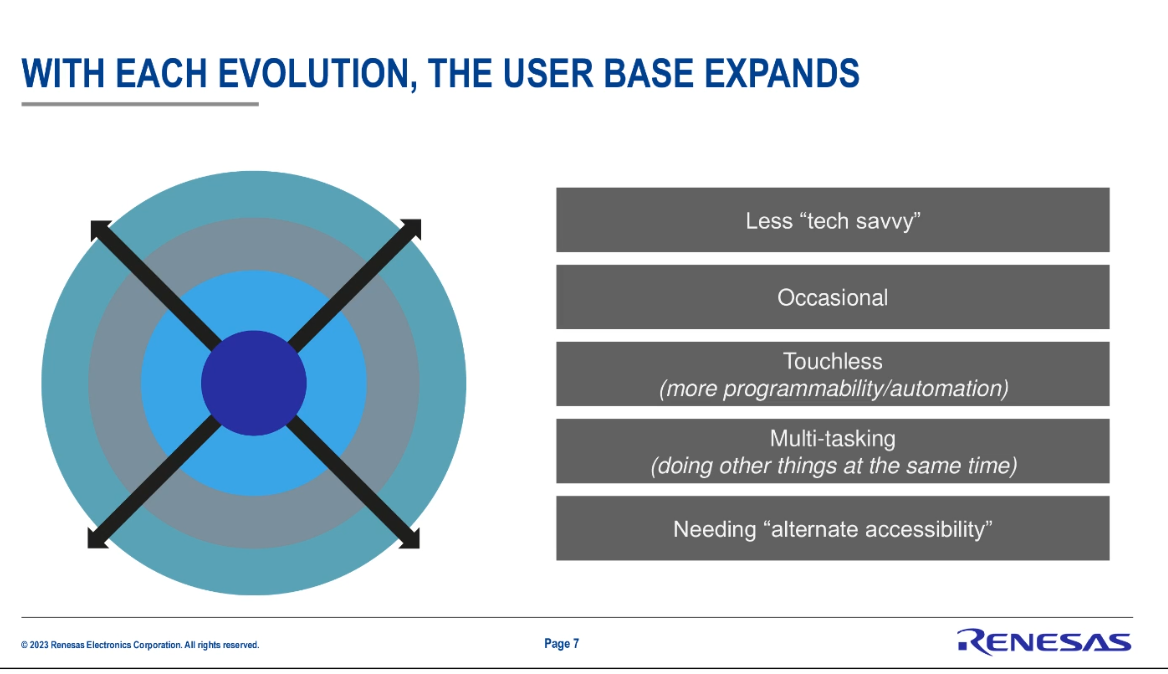 WITH EACH EVOLUTION, THE USER BASE EXPANDS
Less “tech savvy”
Occasional
Touchless
(more programmability/automation)
Multi-tasking
(doing other things at the same time)
Needing “alternate accessibility”
© 2023 Renesas Electronics Corporation. All rights reserved.
Page 7
RENESAS